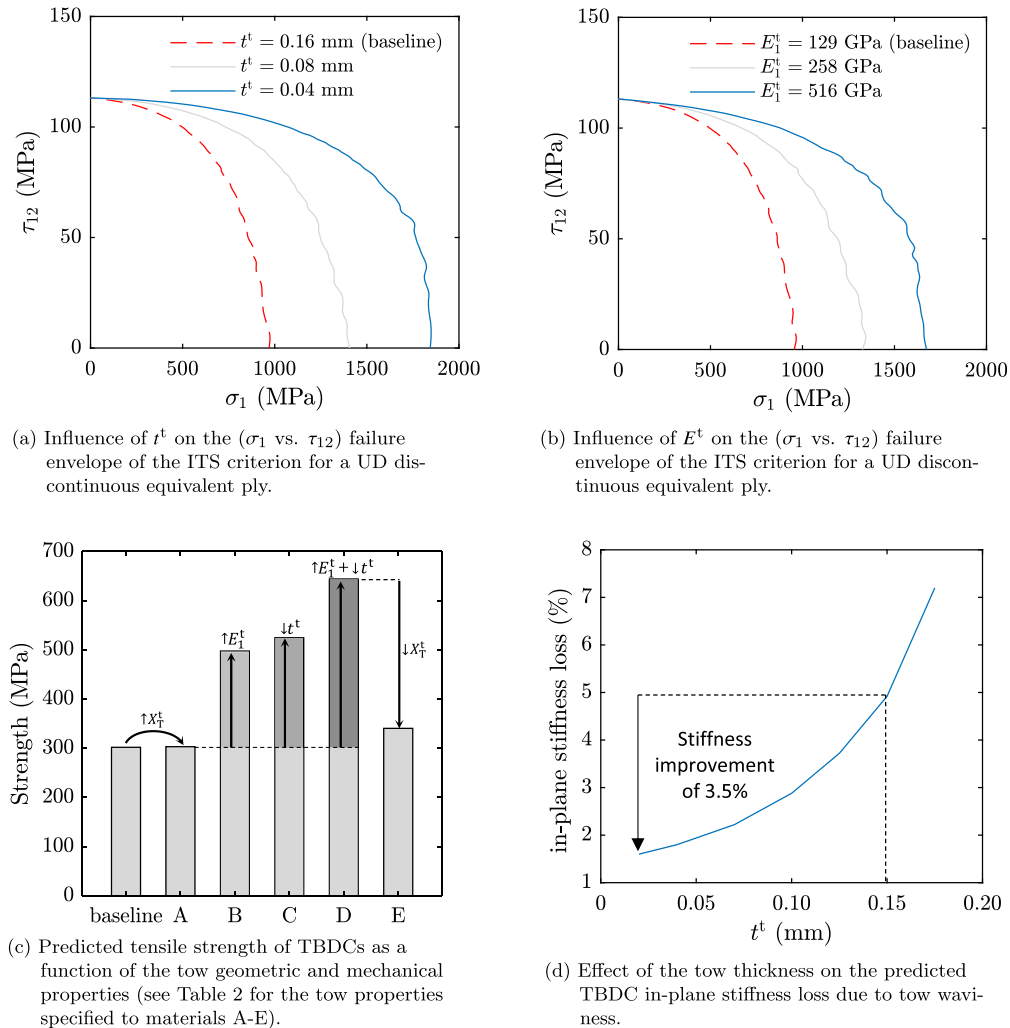 150
100
50
0
τ12 (MPa)
t^t = 0.16 mm (baseline)
t^t = 0.08 mm
t^t = 0.04 mm
0 500 1000 1500 2000
σ1 (MPa)
(a) Influence of t^t on the (σ1 vs. τ12) failure
envelope of the ITS criterion for a UD dis-
continuous equivalent ply.
150
100
50
0
τ12 (MPa)
E1^t = 129 GPa (baseline)
E1^t = 258 GPa
E1^t = 516 GPa
0 500 1000 1500 2000
σ1 (MPa)
(b) Influence of E^t on the (σ1 vs. τ12) failure
envelope of the ITS criterion for a UD discon-
tinuous equivalent ply.
700
600
500
400
300
200
100
0
Strength (MPa)
↑XT^t
↑E1^t
↓t^t
↑E1^t+↓t^t
↓XT^t
baseline A B C D E
(c) Predicted tensile strength of TBDCs as a
function of the tow geometric and mechanical
properties (see Table 2 for the tow properties
specified to materials A-E).
8
7
6
5
4
3
2
1
in-plane stiffness loss (%)
Stiffness
improvement
of 3.5%
0 0.05 0.10 0.15 0.20
t^t (mm)
(d) Effect of the tow thickness on the predicted
TBDC in-plane stiffness loss due to tow wavi-
ness.